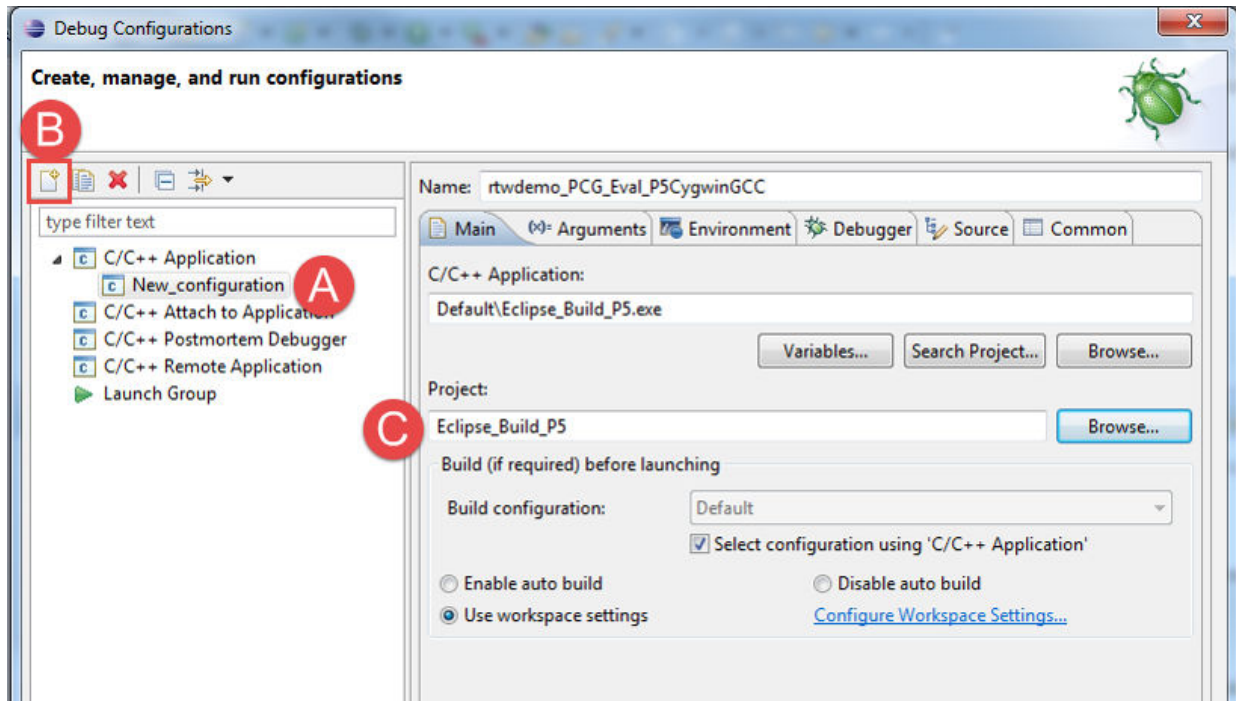 Debug Configurations
X
Create, manage, and run configurations
B
Name: rtwdemo_PCG_Eval_P5CygwinGCC
type filter text
Main (x)= Arguments Environment Debugger Source Common
C/C++ Application
New_configuration
A
C/C++ Attach to Application
C/C++ Postmortem Debugger
C/C++ Remote Application
Launch Group
C/C++ Application:
Default\Eclipse_Build_P5.exe
Variables... Search Project... Browse...
Project:
C
Eclipse_Build_P5 Browse...
Build (if required) before launching
Build configuration: Default
Select configuration using 'C/C++ Application'
Enable auto build Disable auto build
Use workspace settings Configure Workspace Settings...